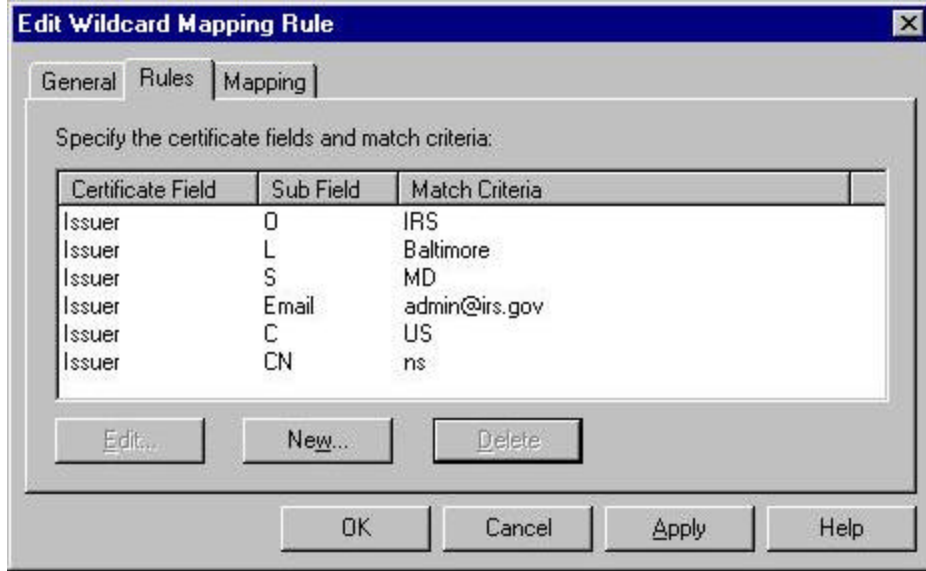 Edit Wildcard Mapping Rule
General Rules Mapping
Specify the certificate fields and match criteria:
Certificate Field Sub Field Match Criteria
Issuer O IRS
Issuer L Baltimore
Issuer S MD
Issuer Email admin@irs.gov
Issuer C US
Issuer CN ns
Edit... New... Delete
OK Cancel Apply Help